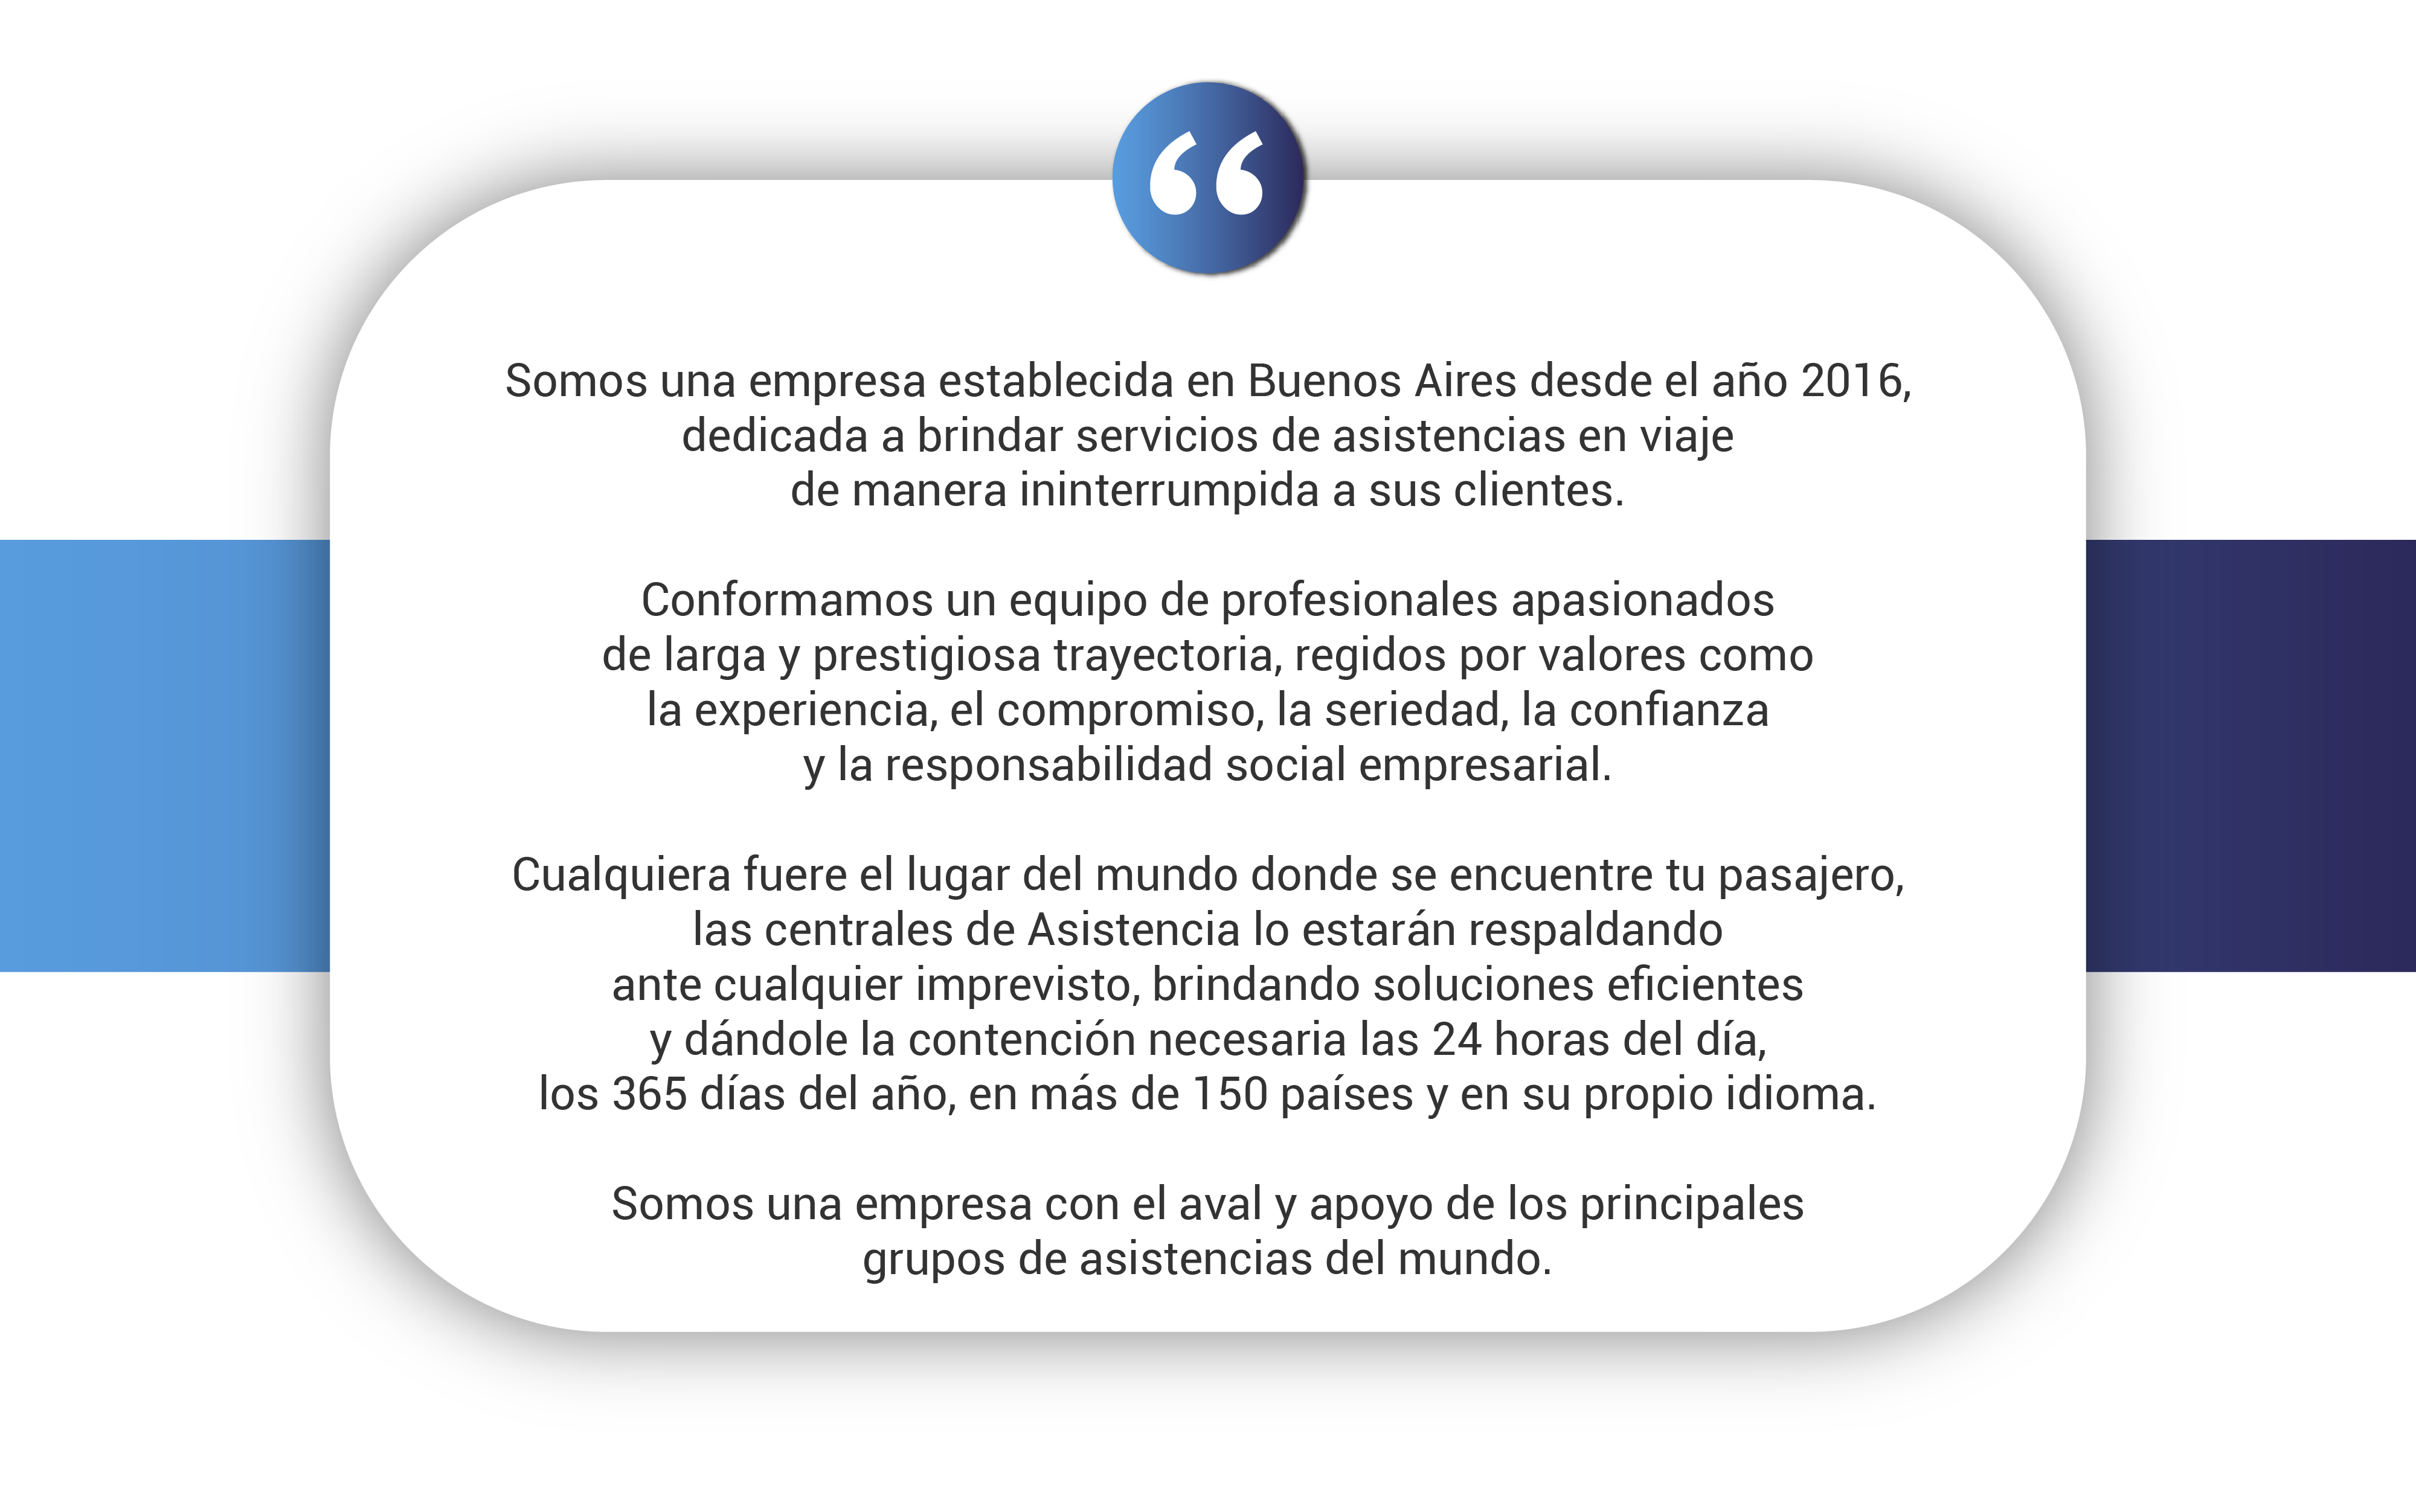 “
Somos una empresa establecida en Buenos Aires desde el año 2016,
dedicada a brindar servicios de asistencias en viaje
de manera ininterrumpida a sus clientes.
Conformamos un equipo de profesionales apasionados
de larga y prestigiosa trayectoria, regidos por valores como
la experiencia, el compromiso, la seriedad, la confianza
y la responsabilidad social empresarial.
Cualquiera fuere el lugar del mundo donde se encuentre tu pasajero,
las centrales de Asistencia lo estarán respaldando
ante cualquier imprevisto, brindando soluciones eficientes
y dándole la contención necesaria las 24 horas del día,
los 365 días del año, en más de 150 países y en su propio idioma.
Somos una empresa con el aval y apoyo de los principales
grupos de asistencias del mundo.